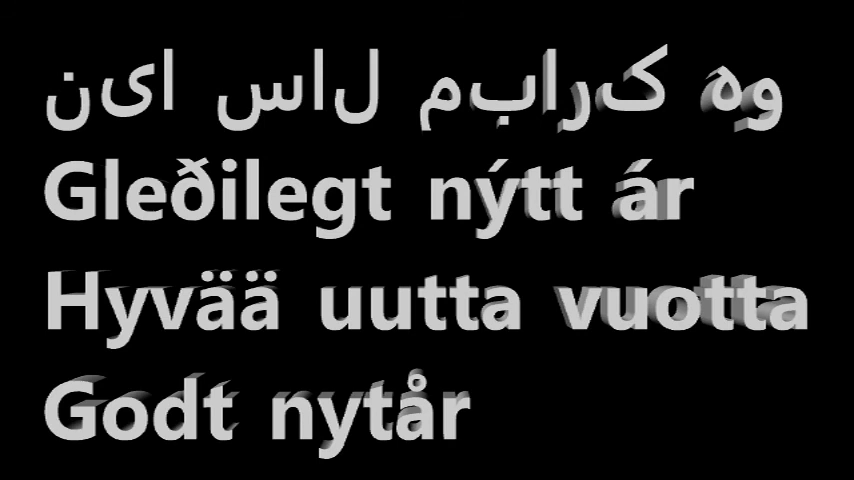 نیا سال مبارک ہو
Gleðilegt nýtt ár
Hyvää uutta vuotta
Godt nytår